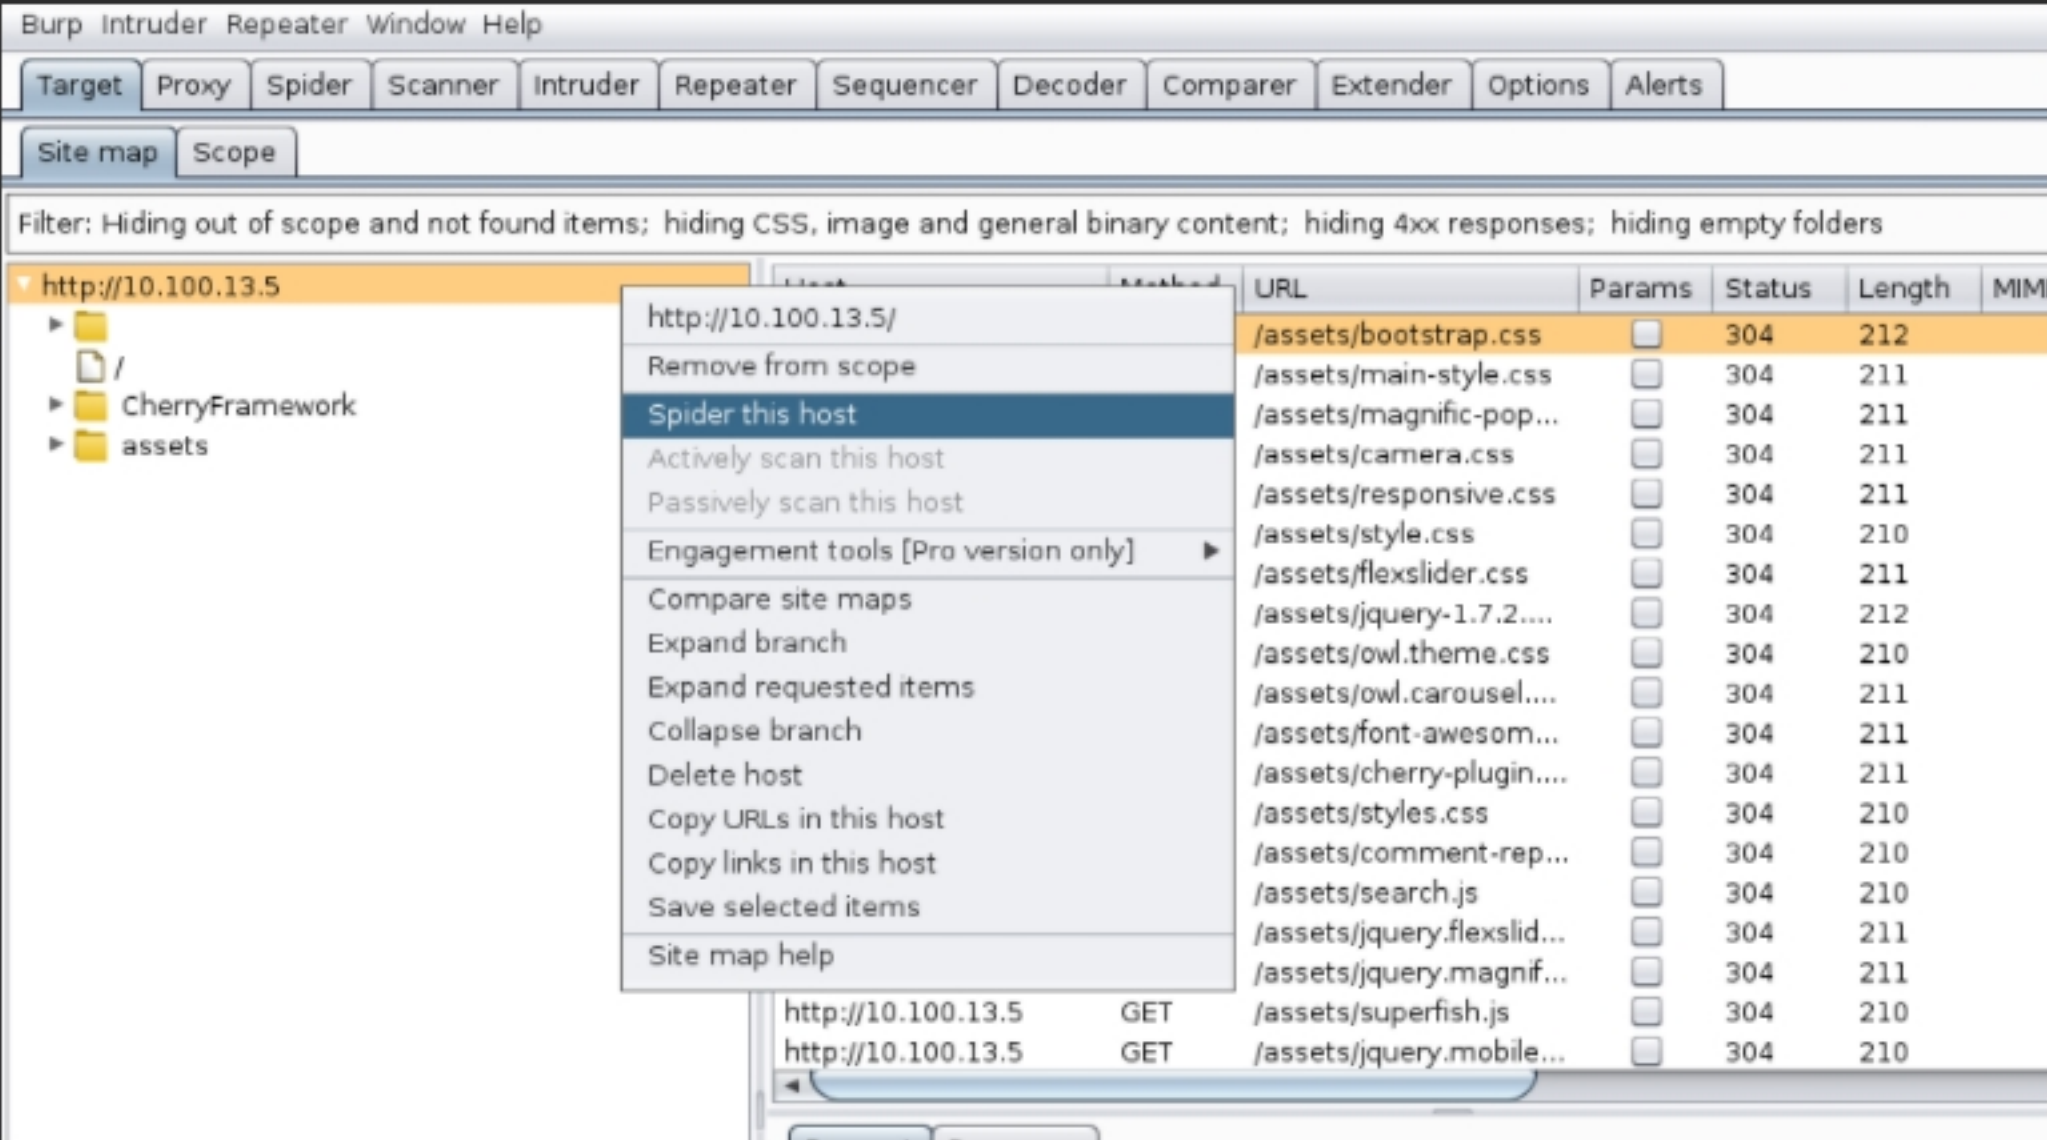 Burp Intruder Repeater Window Help
Target Proxy Spider Scanner Intruder Repeater Sequencer Decoder Comparer Extender Options Alerts
Site map Scope
Filter: Hiding out of scope and not found items; hiding CSS, image and general binary content; hiding 4xx responses; hiding empty folders
http://10.100.13.5
/
CherryFramework
assets
http://10.100.13.5/
Remove from scope
Spider this host
Actively scan this host
Passively scan this host
Engagement tools [Pro version only]
Compare site maps
Expand branch
Expand requested items
Collapse branch
Delete host
Copy URLs in this host
Copy links in this host
Save selected items
Site map help
URL Params Status Length
/assets/bootstrap.css 304 212
/assets/main-style.css 304 211
/assets/magnific-pop... 304 211
/assets/camera.css 304 211
/assets/responsive.css 304 211
/assets/style.css 304 210
/assets/flexslider.css 304 211
/assets/jquery-1.7.2.... 304 212
/assets/owl.theme.css 304 210
/assets/owl.carousel.... 304 211
/assets/font-awesom... 304 211
/assets/cherry-plugin.... 304 211
/assets/styles.css 304 210
/assets/comment-rep... 304 210
/assets/search.js 304 210
/assets/jquery.flexslid... 304 211
/assets/jquery.magnif... 304 211
http://10.100.13.5 GET /assets/superfish.js 304 210
http://10.100.13.5 GET /assets/jquery.mobile... 304 210